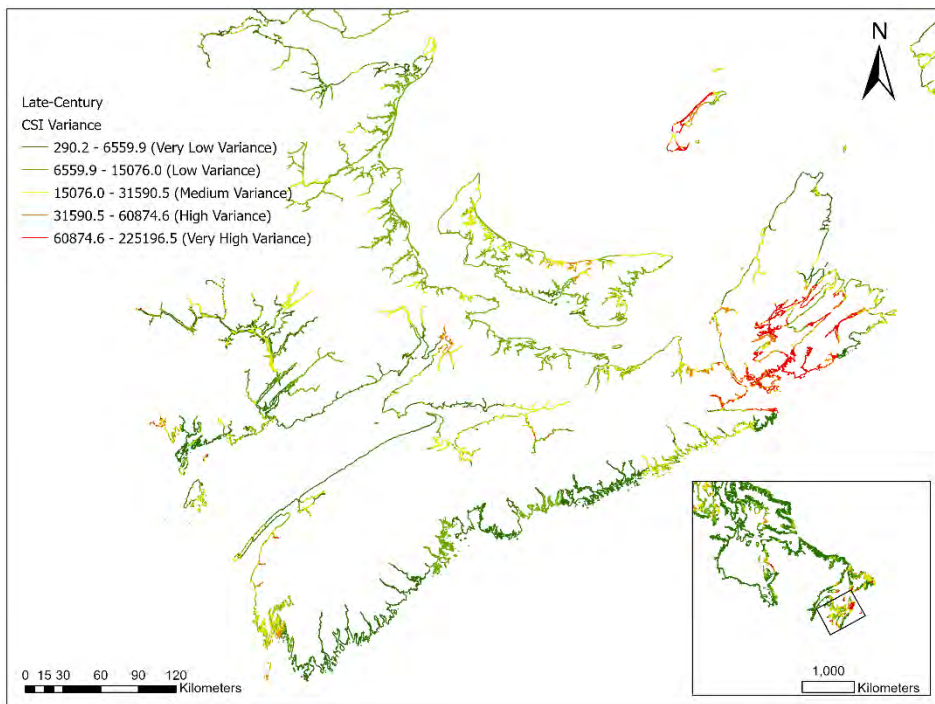 N
Late-Century
CSI Variance
290.2 - 6559.9 (Very Low Variance)
6559.9 - 15076.0 (Low Variance)
15076.0 - 31590.5 (Medium Variance)
31590.5 - 60874.6 (High Variance)
60874.6 - 225196.5 (Very High Variance)
0 15 30 60 90 120
Kilometers
1,000
Kilometers